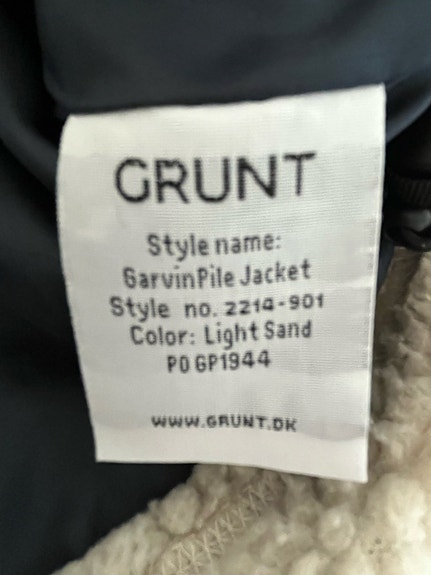 GRUNT
Style name:
GarvinPile Jacket
Style no. 2214-901
Color: Light Sand
PO GP1944
WWW.GRUNT.DK